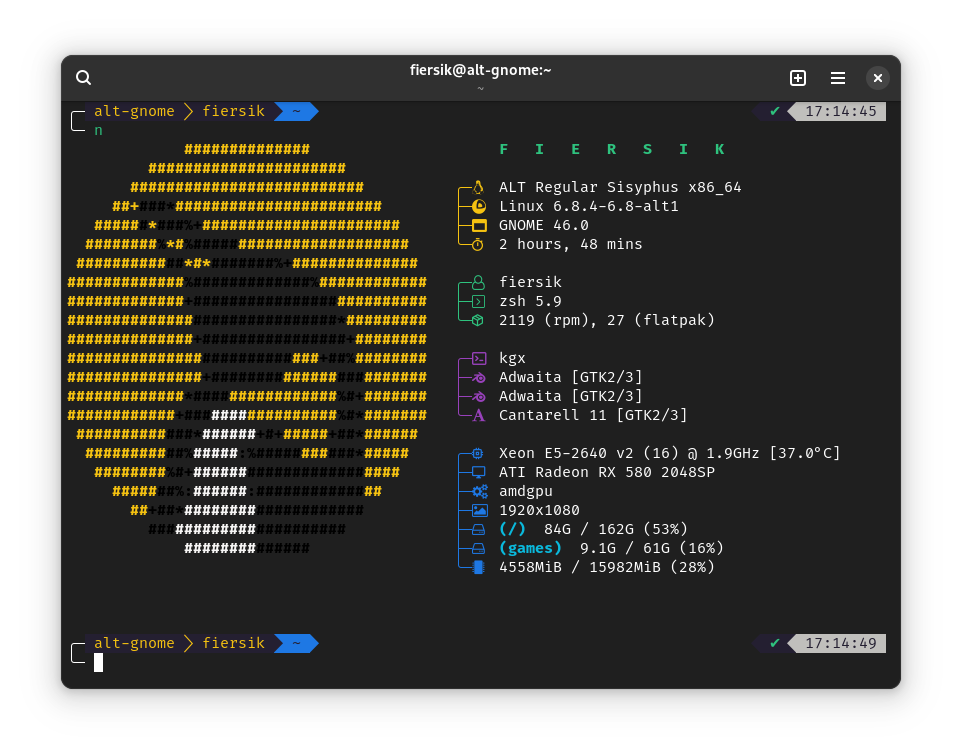 fiersik@alt-gnome:~
~
alt-gnome fiersik ~ ✔ 17:14:45
n
F I E R S I K
ALT Regular Sisyphus x86_64
Linux 6.8.4-6.8-alt1
GNOME 46.0
2 hours, 48 mins
fiersik
zsh 5.9
2119 (rpm), 27 (flatpak)
kgx
Adwaita [GTK2/3]
Adwaita [GTK2/3]
Cantarell 11 [GTK2/3]
Xeon E5-2640 v2 (16) @ 1.9GHz [37.0°C]
ATI Radeon RX 580 2048SP
amdgpu
1920x1080
(/) 84G / 162G (53%)
(games) 9.1G / 61G (16%)
4558MiB / 15982MiB (28%)
alt-gnome fiersik ~ ✔ 17:14:49